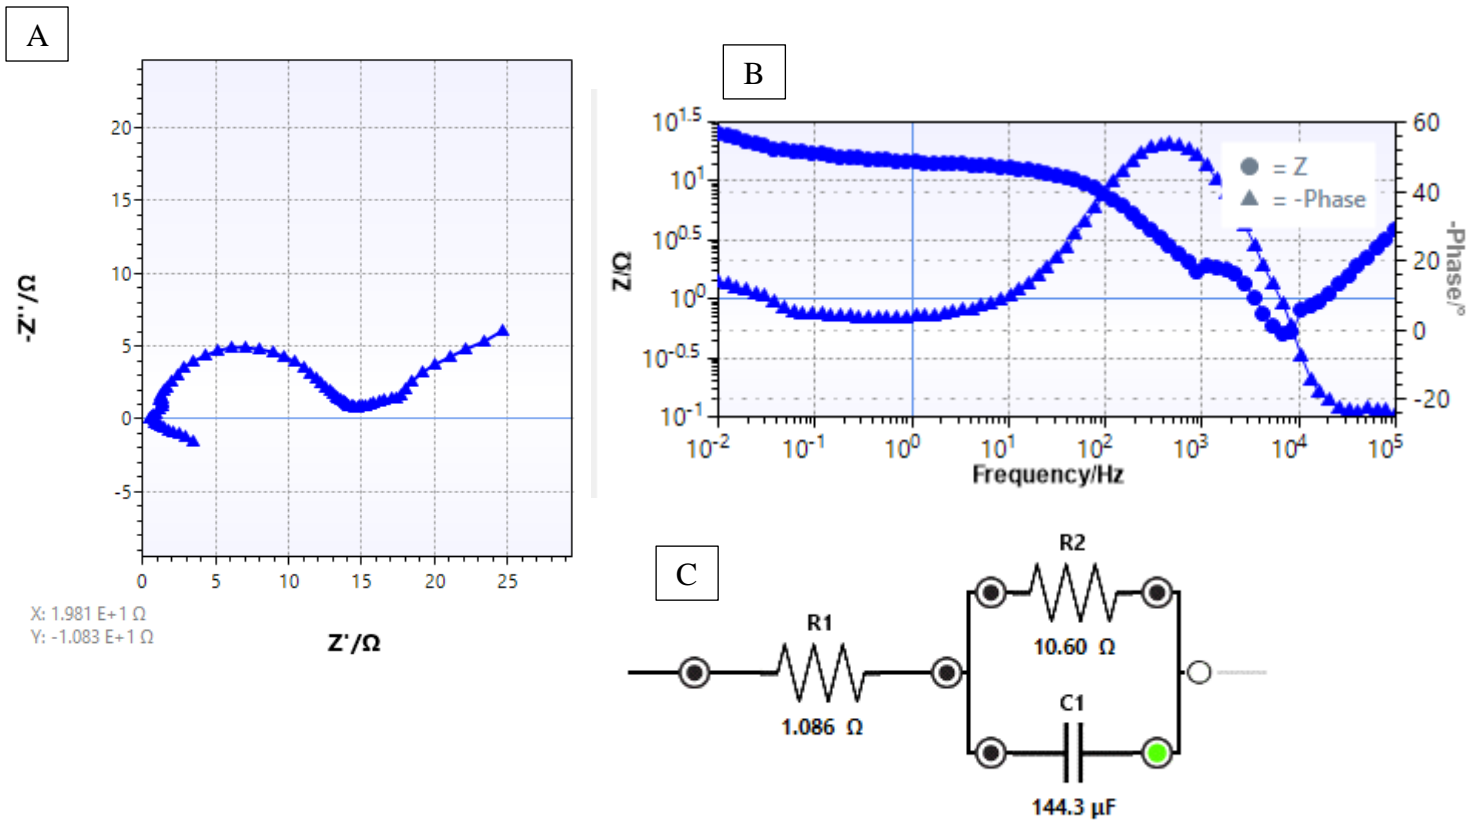 A
-Z''/Ω
20
15
10
5
0
-5
0 5 10 15 20 25
X: 1.981 E+1 Ω
Y: -1.083 E+1 Ω
Z'/Ω
B
Z/Ω
10^1.5
10^1
10^0.5
10^0
10^-0.5
10^-1
= Z
= -Phase
60
40
20
0
-20
-Phase/°
10^-2 10^-1 10^0 10^1 10^2 10^3 10^4 10^5
Frequency/Hz
C
R1
1.086 Ω
R2
10.60 Ω
C1
144.3 µF